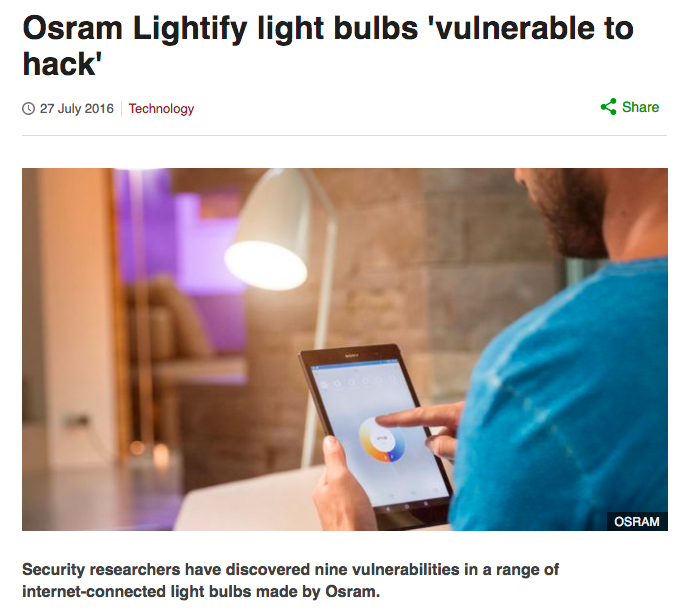 Osram Lightify light bulbs 'vulnerable to
hack'
27 July 2016
Technology
Share
SONY
OSRAM
Security researchers have discovered nine vulnerabilities in a range of
internet-connected light bulbs made by Osram.